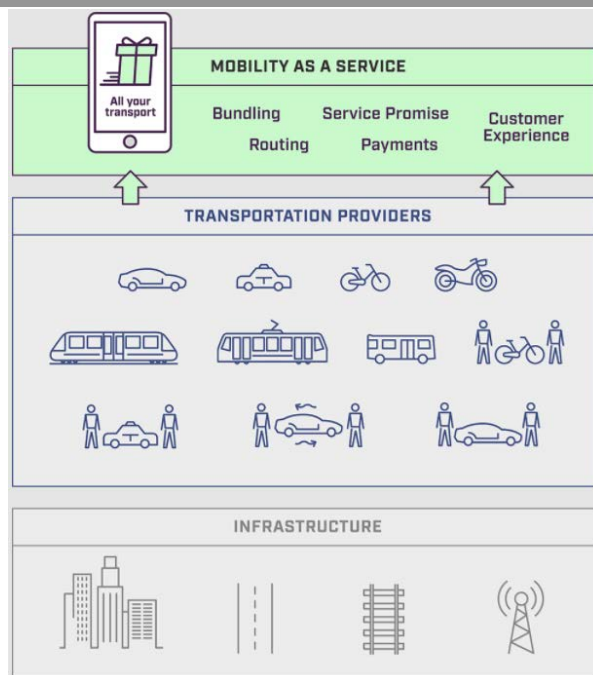 MOBILITY AS A SERVICE
All your
transport
Bundling
Service Promise
Customer
Experience
Routing
Payments
TRANSPORTATION PROVIDERS
T
INFRASTRUCTURE